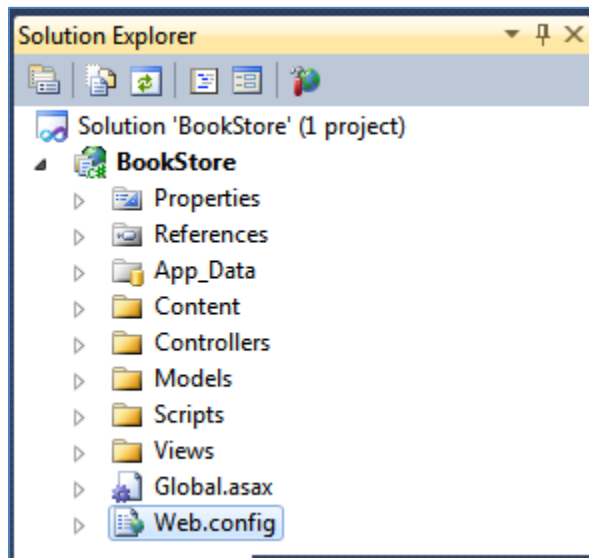 Solution Explorer
Solution 'BookStore' (1 project)
BookStore
Properties
References
App_Data
Content
Controllers
Models
Scripts
Views
Global.asax
Web.config